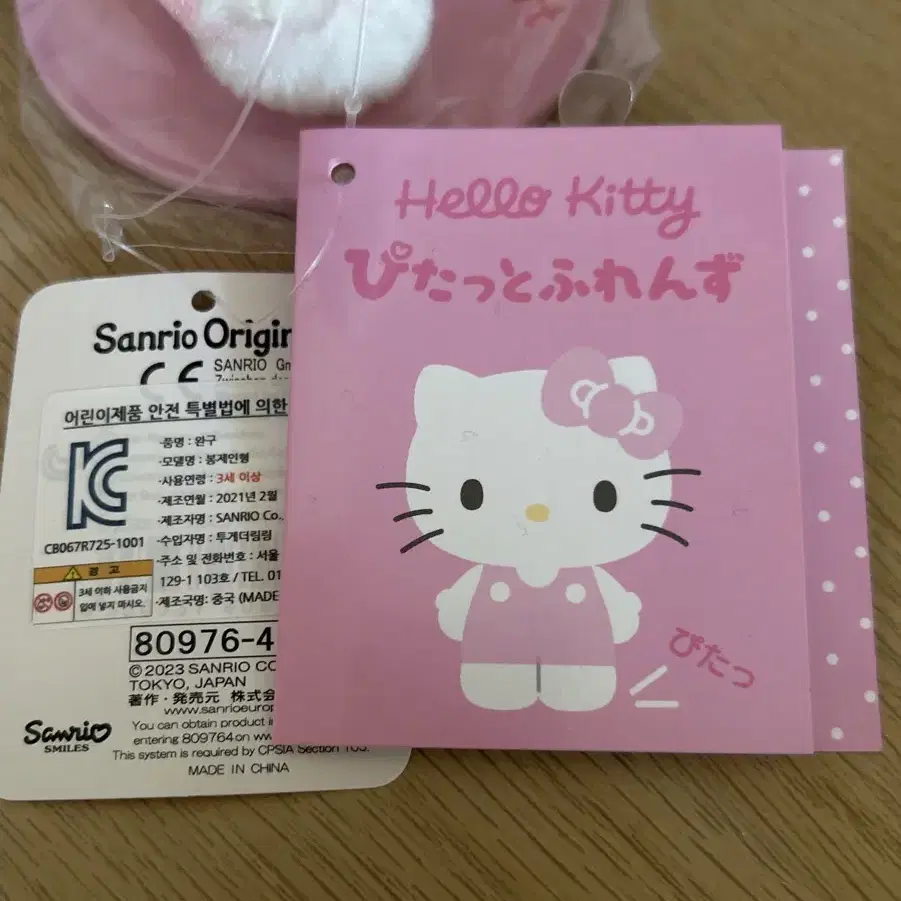 Hello Kitty
ぴたっとふれんず
ぴたっ
Sanrio Origin
CE
SANRIO Gm
어린이제품 안전 특별법에 의한
KC
·품명 : 완구
·모델명 : 봉제인형
·사용연령 : 3세 이상
·제조연월 : 2021년 2월
·제조자명 : SANRIO Co.,
·수입자명 : 투게더링링
·주소 및 전화번호 : 서울
129-1 103호 / TEL. 01
·제조국명: 중국 (MADE
CB067R725-1001
경 고
3세 이하 사용금지
입에 넣지 마시오.
80976-4
© 2023 SANRIO CO
TOKYO, JAPAN
著作・発売元 株式会
www.sanrioeurop
You can obtain product i
entering 809764 on ww
This system is required by CPSIA Section 103.
MADE IN CHINA
Sanrio
SMILES